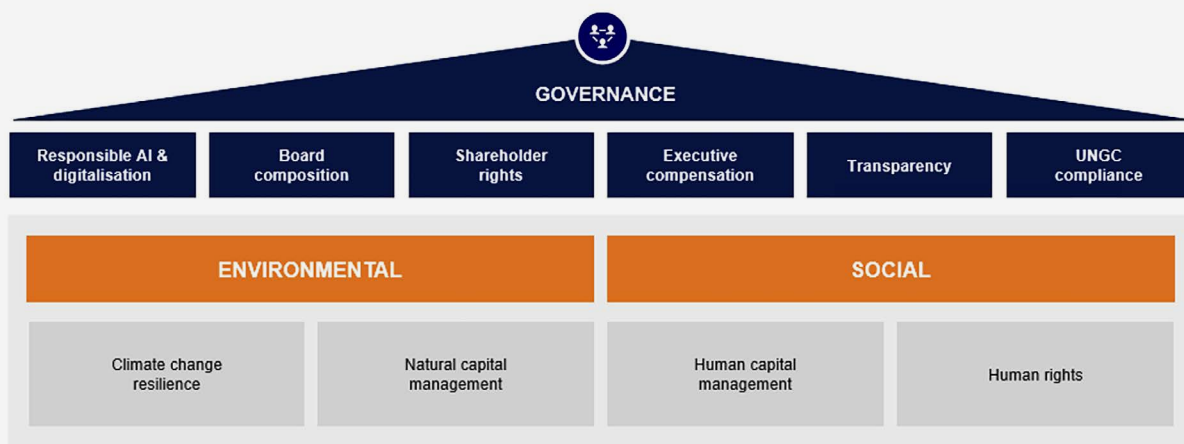 GOVERNANCE
Responsible AI &
digitalisation
Board
composition
Shareholder
rights
Executive
compensation
Transparency
UNGC
compliance
ENVIRONMENTAL
SOCIAL
Climate change
resilience
Natural capital
management
Human capital
management
Human rights